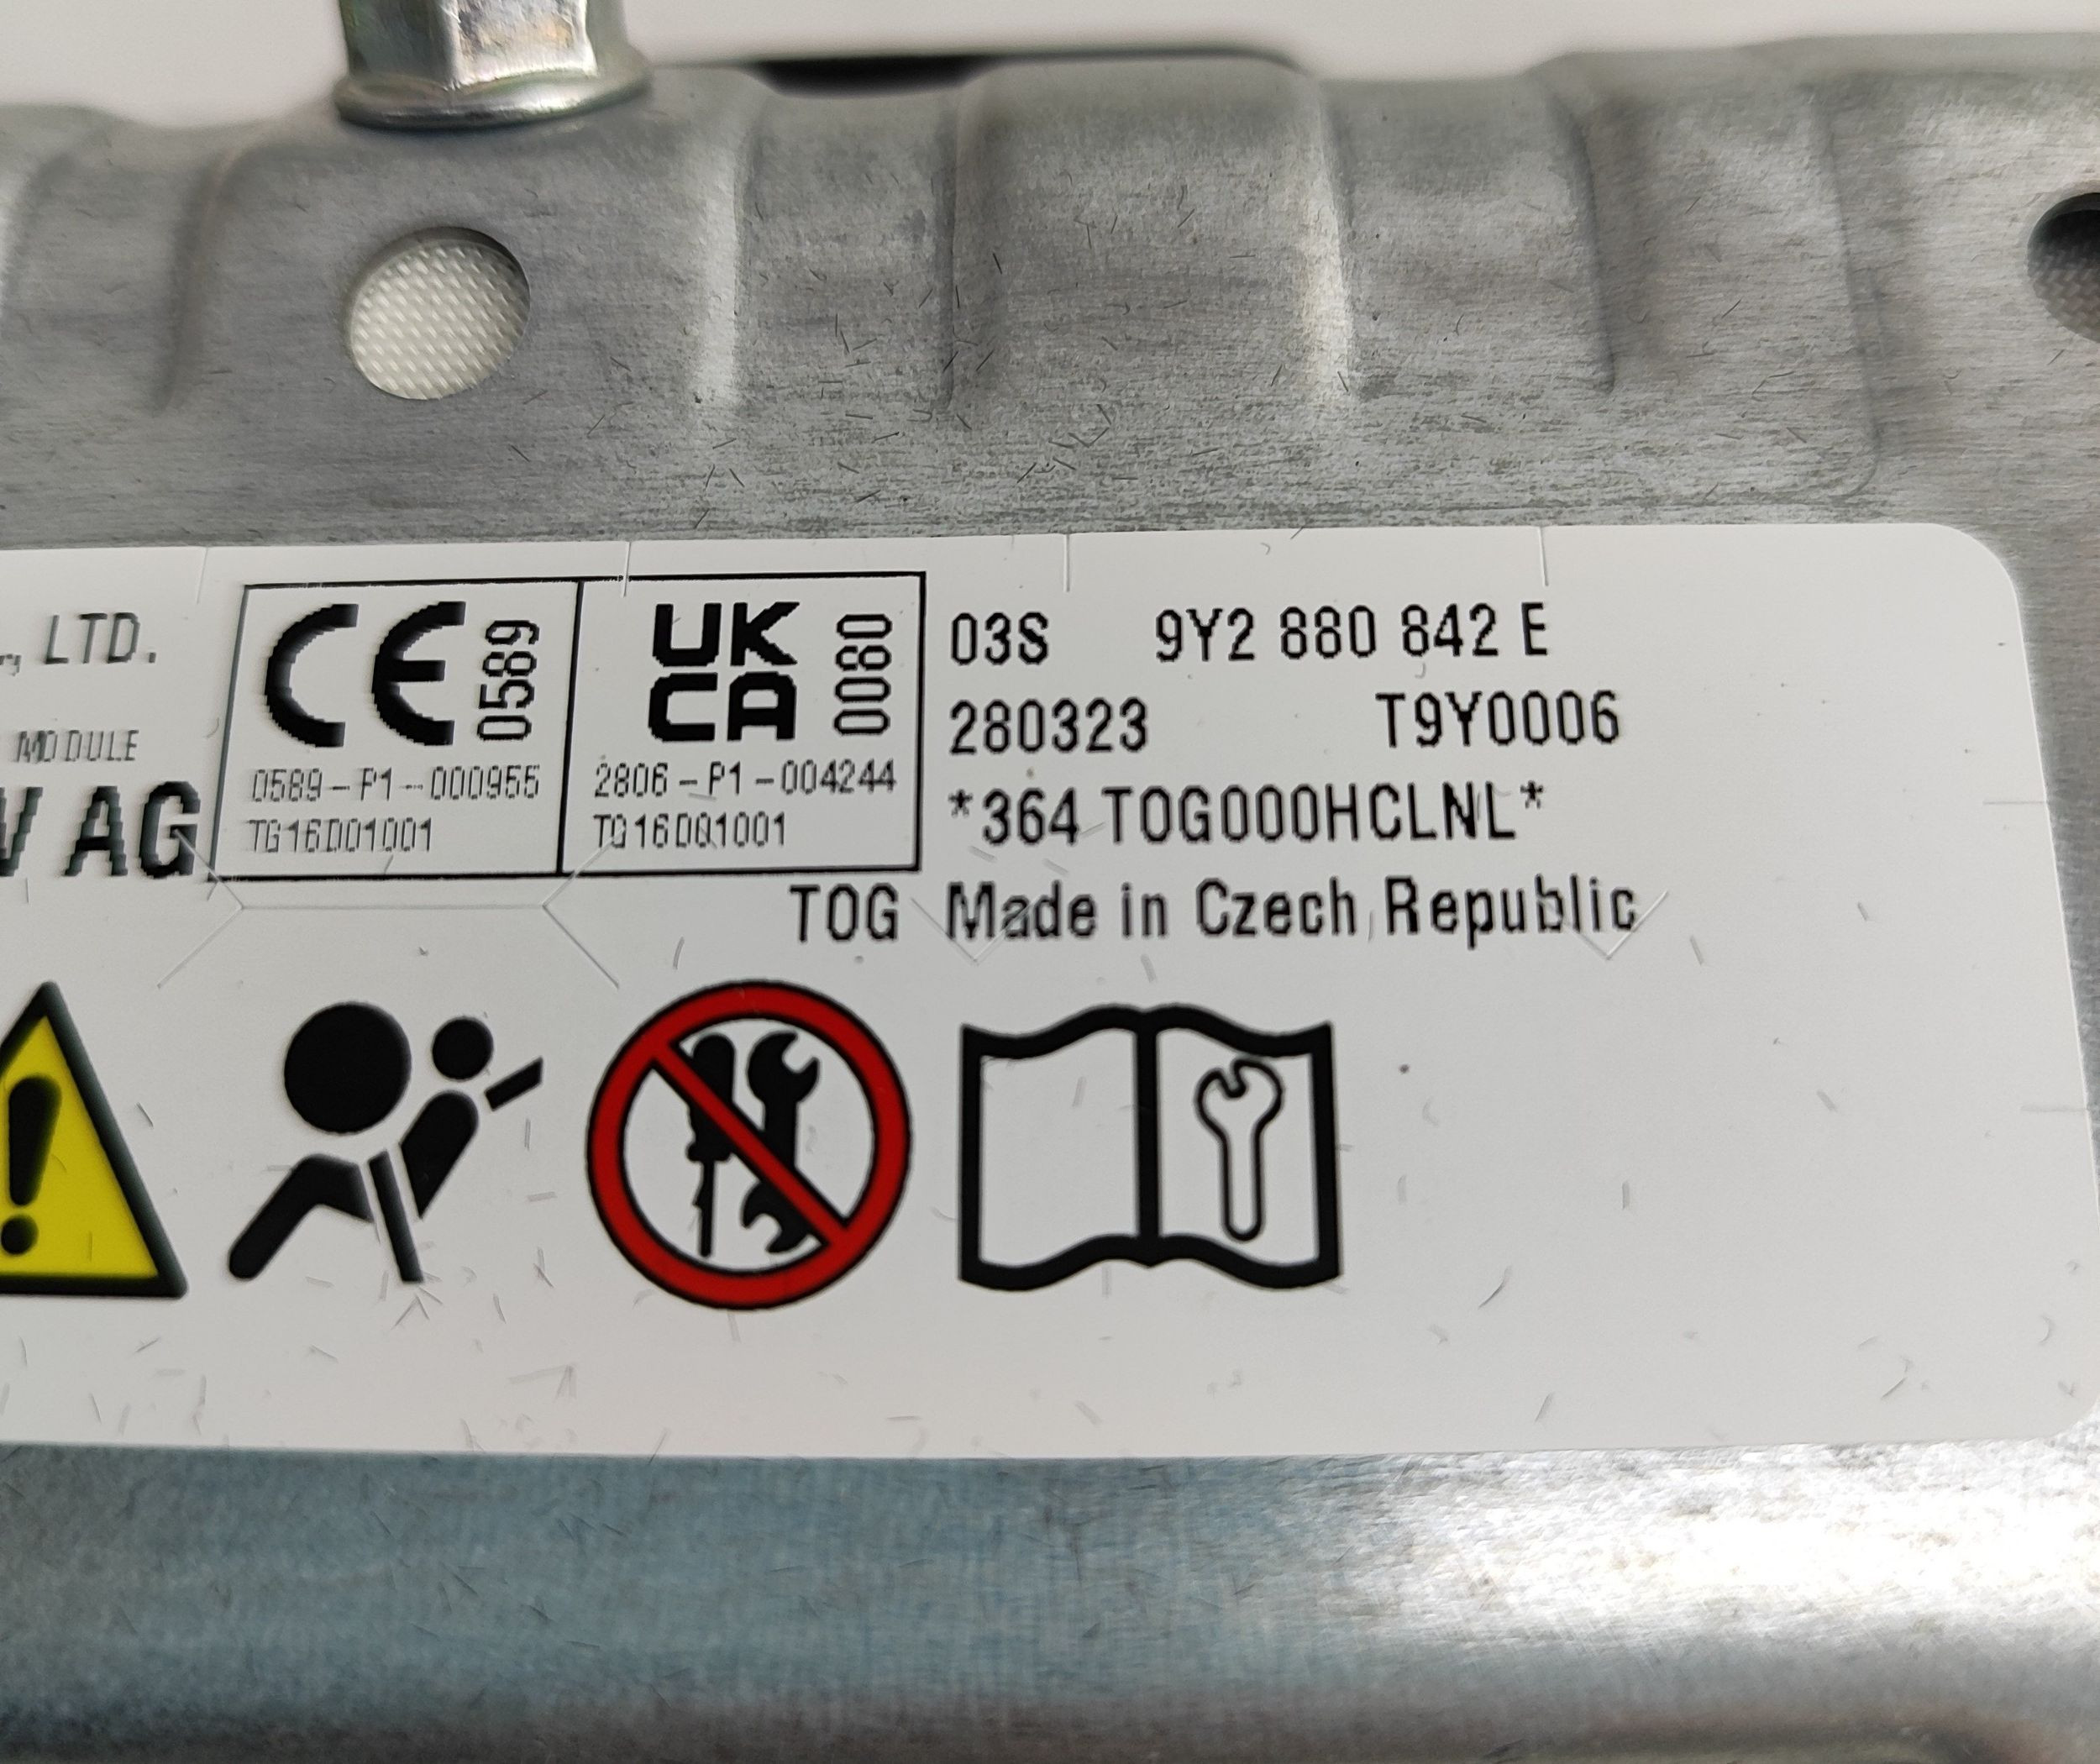 LTD.
MODULE
AG
CE 0589
0589-P1-000955
TG16D01001
UK
CA 0080
2806-P1-004244
TG16D01001
03S 9Y2 880 842 E
280323 T9Y0006
*364 TOG000HCLNL*
TOG Made in Czech Republic